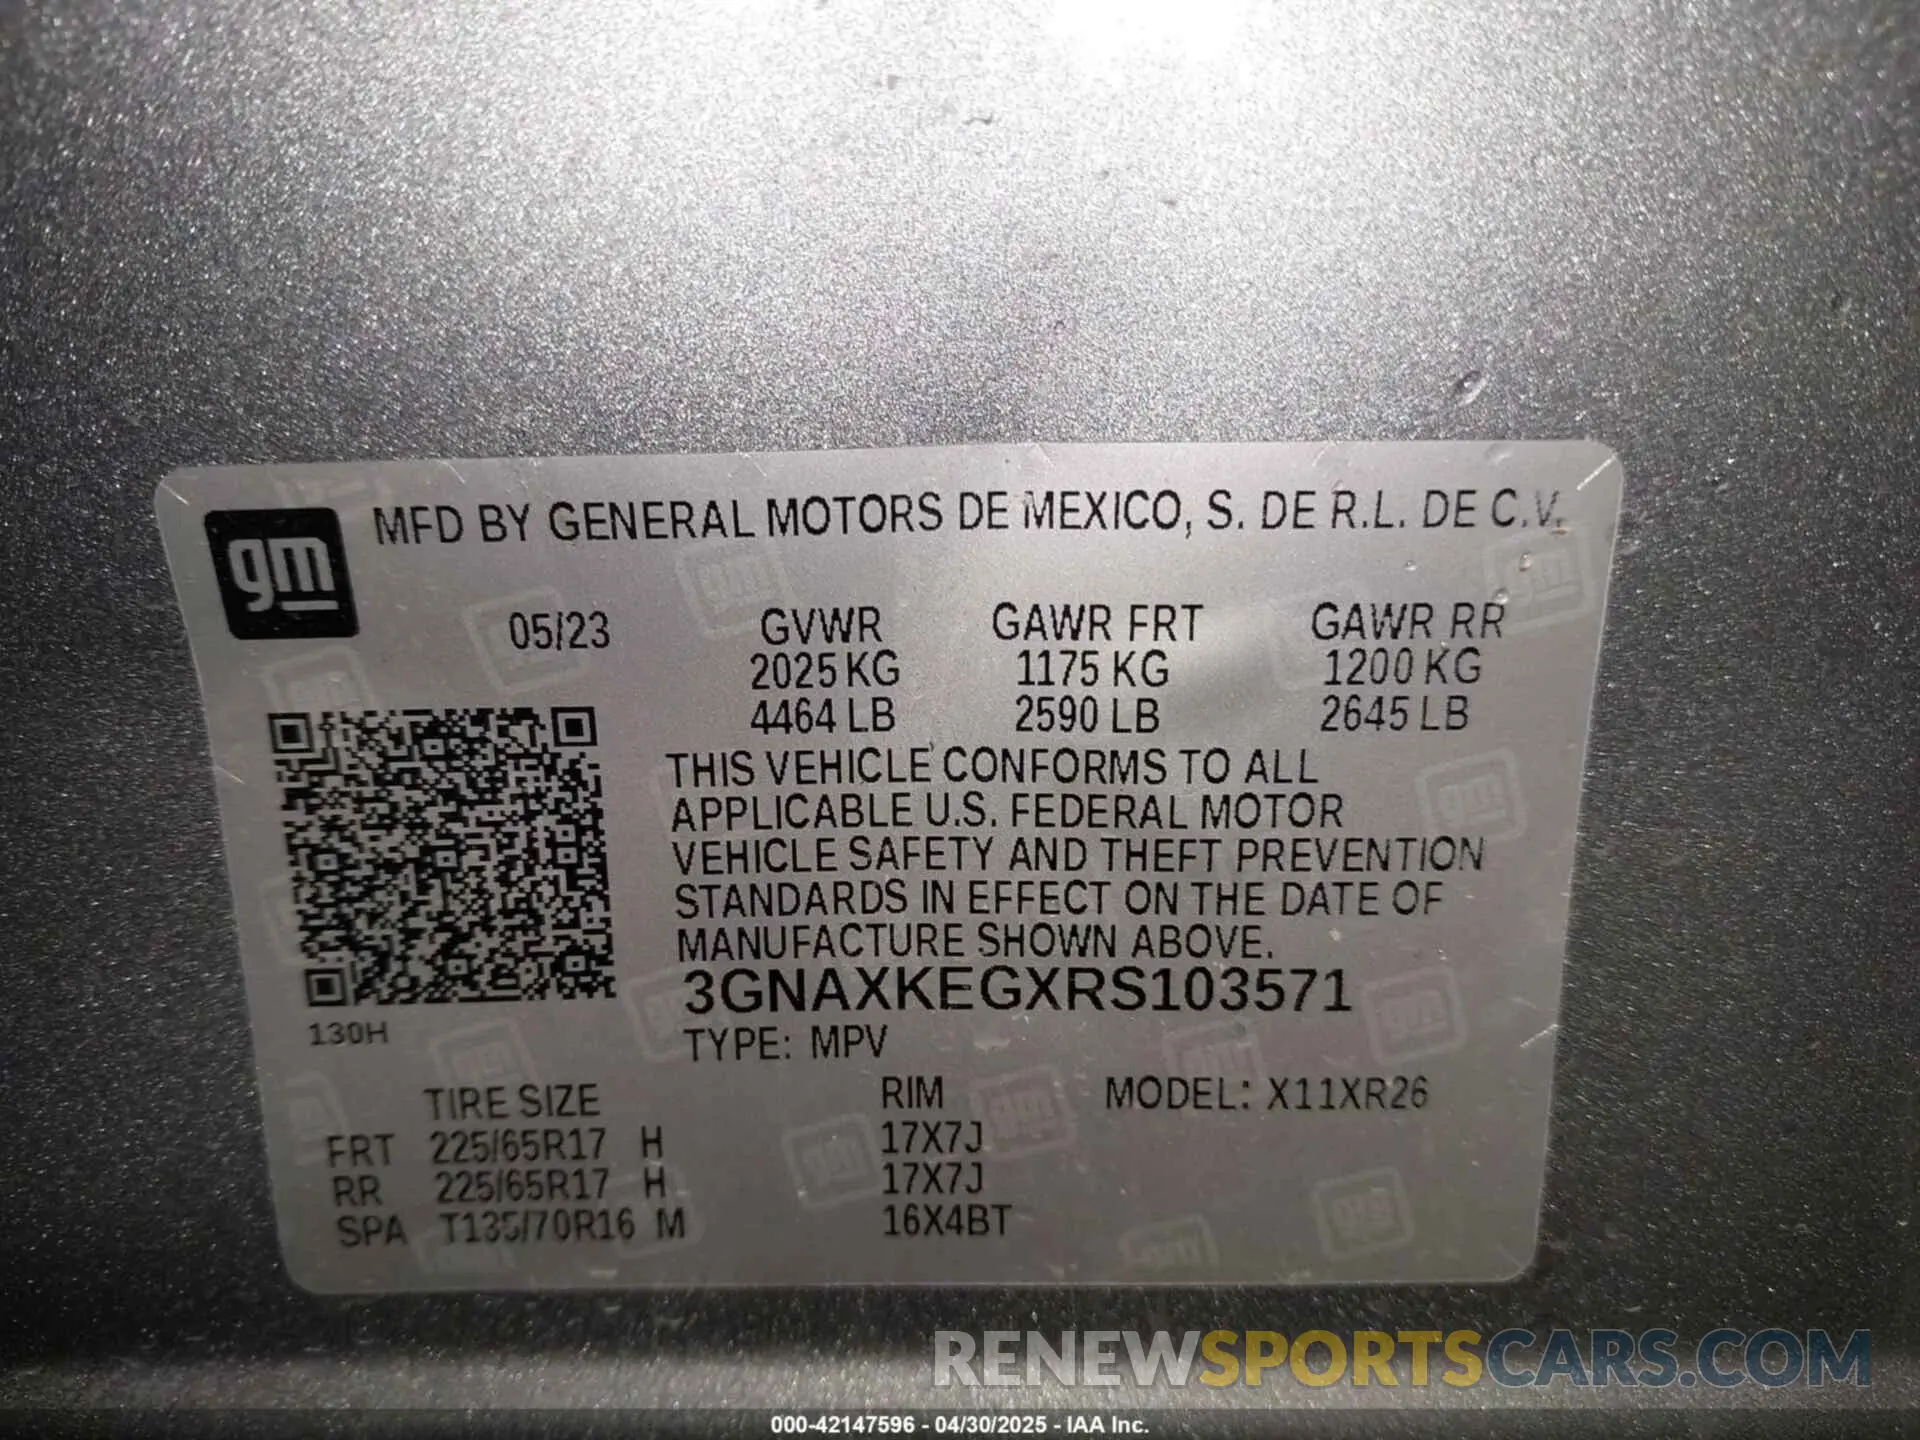 MFD BY GENERAL MOTORS DE MEXICO, S. DE R.L. DE C.V.
gm
05/23 GVWR GAWR FRT GAWR RR
2025 KG 1175 KG 1200 KG
4464 LB 2590 LB 2645 LB
THIS VEHICLE CONFORMS TO ALL
APPLICABLE U.S. FEDERAL MOTOR
VEHICLE SAFETY AND THEFT PREVENTION
STANDARDS IN EFFECT ON THE DATE OF
MANUFACTURE SHOWN ABOVE.
3GNAXKEGXRS103571
130H TYPE: MPV
TIRE SIZE RIM MODEL: X11XR26
FRT 225/65R17 H 17X7J
RR 225/65R17 H 17X7J
SPA T135/70R16 M 16X4BT
RENEWSPORTSCARS.COM
000-42147596 - 04/30/2025 - IAA Inc.